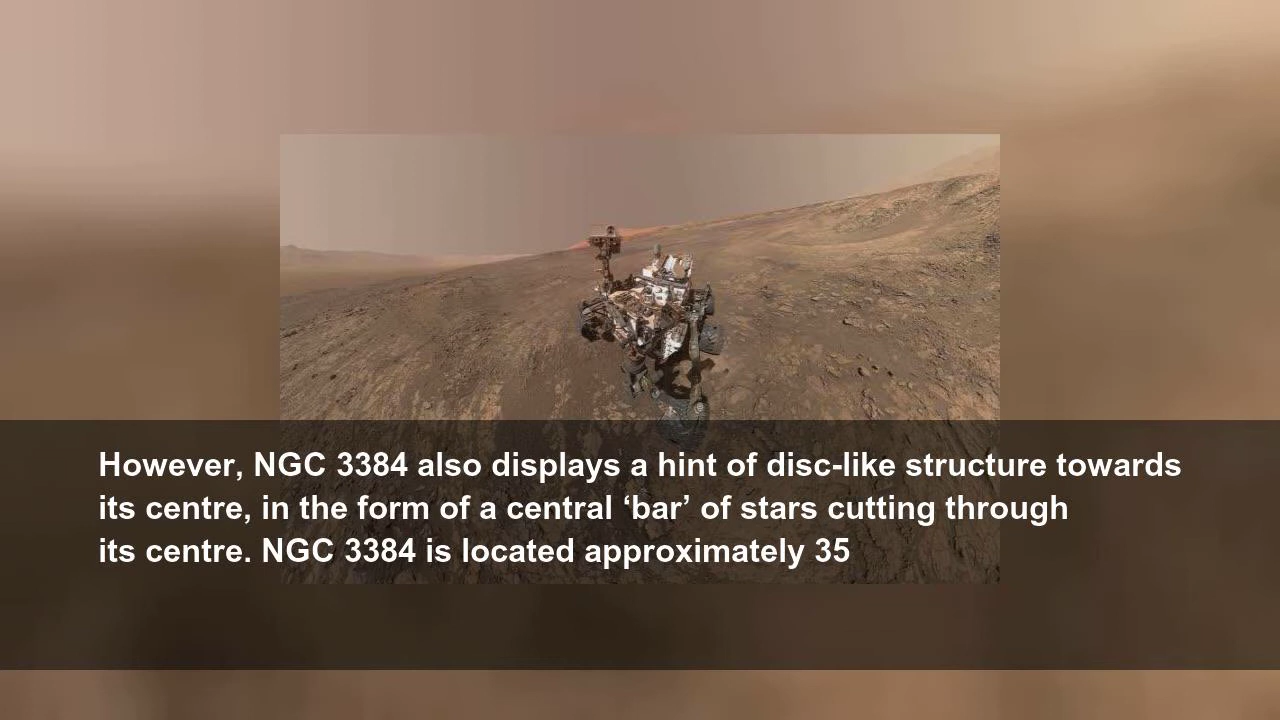 However, NGC 3384 also displays a hint of disc-like structure towards
its centre, in the form of a central ‘bar’ of stars cutting through
its centre. NGC 3384 is located approximately 35